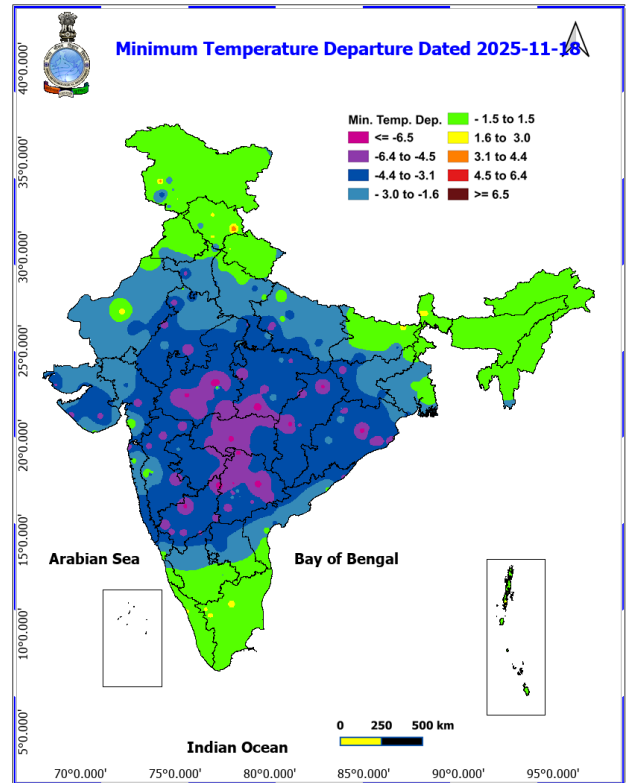 Minimum Temperature Departure Dated 2025-11-18
Min. Temp. Dep.
<= -6.5
-6.4 to -4.5
-4.4 to -3.1
- 3.0 to -1.6
- 1.5 to 1.5
1.6 to 3.0
3.1 to 4.4
4.5 to 6.4
>= 6.5
40°0.000'
35°0.000'
30°0.000'
25°0.000'
20°0.000'
15°0.000'
10°0.000'
5°0.000'
Arabian Sea
Bay of Bengal
0 250 500 km
Indian Ocean
70°0.000' 75°0.000' 80°0.000' 85°0.000' 90°0.000' 95°0.000'